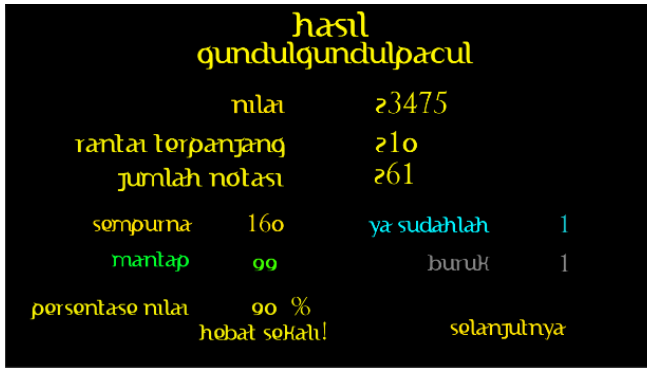 hasil
gundulgundulpacul
nilai 23475
rantai terpanjang 210
jumlah notasi 261
sempurna 160 ya sudahlah 1
mantap 99 buruk 1
persentase nilai 90 %
hebat sekali! selanjutnya